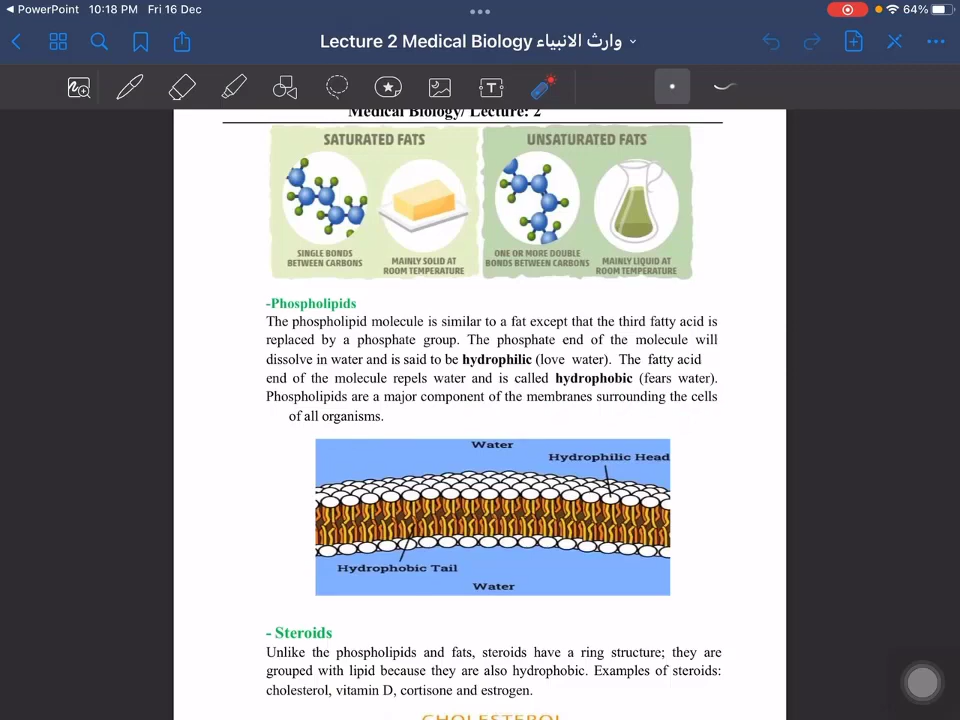 PowerPoint 10:18 PM Fri 16 Dec 64%
Lecture 2 Medical Biology وارث الانبياء
Medical Biology/ Lecture: 2
SATURATED FATS
UNSATURATED FATS
SINGLE BONDS
BETWEEN CARBONS
MAINLY SOLID AT
ROOM TEMPERATURE
ONE OR MORE DOUBLE
BONDS BETWEEN CARBONS
MAINLY LIQUID AT
ROOM TEMPERATURE
-Phospholipids
The phospholipid molecule is similar to a fat except that the third fatty acid is
replaced by a phosphate group. The phosphate end of the molecule will
dissolve in water and is said to be hydrophilic (love water). The fatty acid
end of the molecule repels water and is called hydrophobic (fears water).
Phospholipids are a major component of the membranes surrounding the cells
of all organisms.
Water
Hydrophilic Head
Hydrophobic Tail
Water
- Steroids
Unlike the phospholipids and fats, steroids have a ring structure; they are
grouped with lipid because they are also hydrophobic. Examples of steroids:
cholesterol, vitamin D, cortisone and estrogen.
CHOLESTEROL